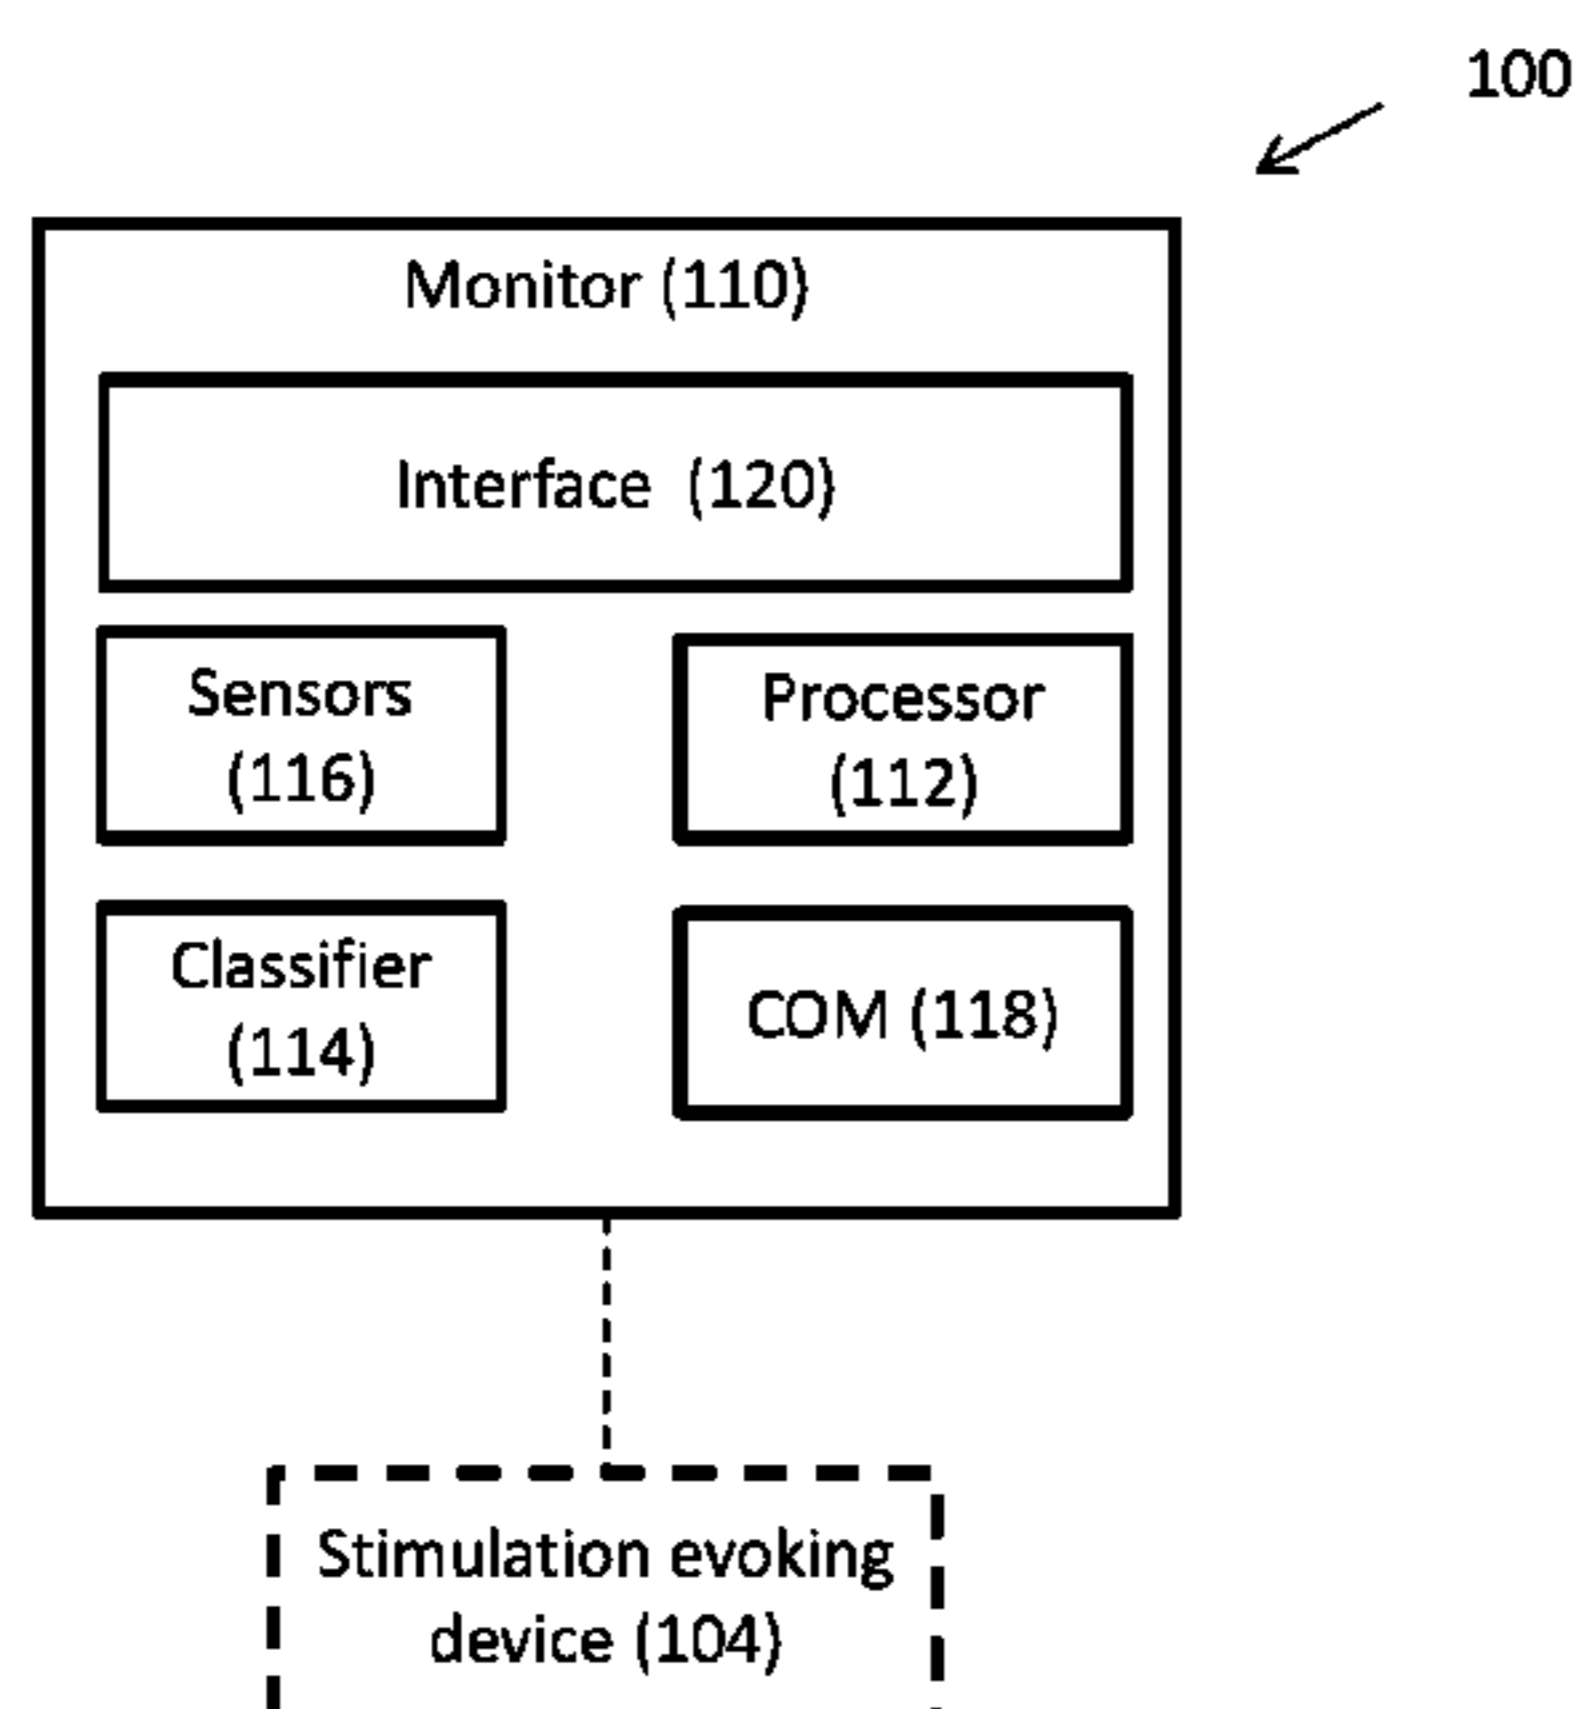 100
Monitor (110)
Interface (120)
Sensors
(116)
Processor
(112)
Classifier
(114)
COM (118)
Stimulation evoking
device (104)